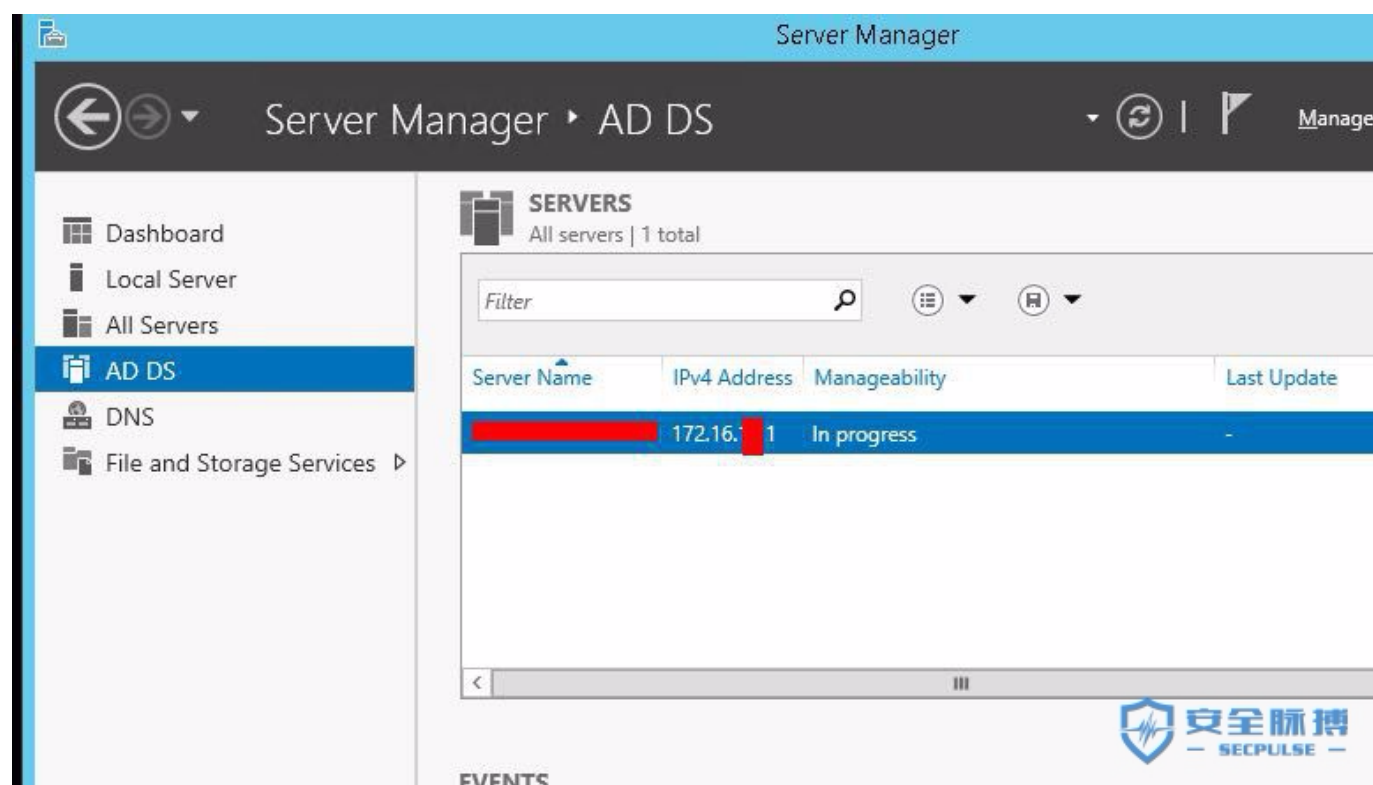 Server Manager
Server Manager ‣ AD DS
Manage
Dashboard
Local Server
All Servers
AD DS
DNS
File and Storage Services
SERVERS
All servers | 1 total
Filter
Server Name IPv4 Address Manageability Last Update
172.16. 1 In progress -
安全脉搏
— SECPULSE —
EVENTS